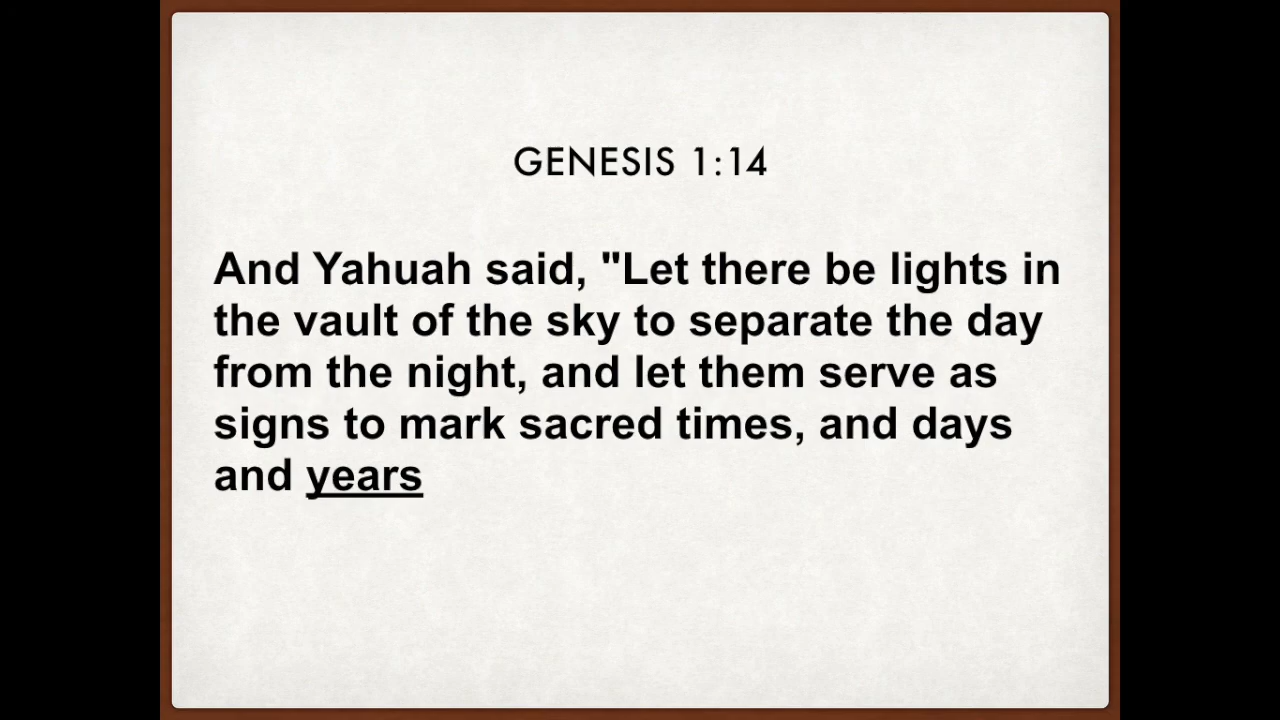 GENESIS 1:14
And Yahuah said, "Let there be lights in
the vault of the sky to separate the day
from the night, and let them serve as
signs to mark sacred times, and days
and years